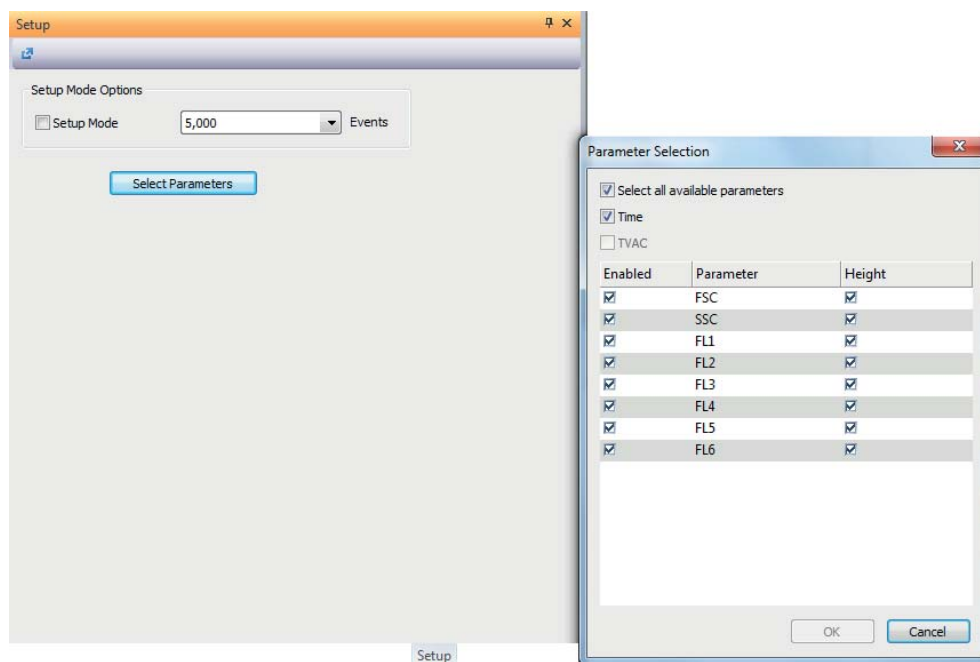 Setup
Setup Mode Options
Setup Mode 5,000 Events
Select Parameters
Setup
Parameter Selection
Select all available parameters
Time
TVAC
Enabled Parameter Height
FSC
SSC
FL1
FL2
FL3
FL4
FL5
FL6
OK Cancel